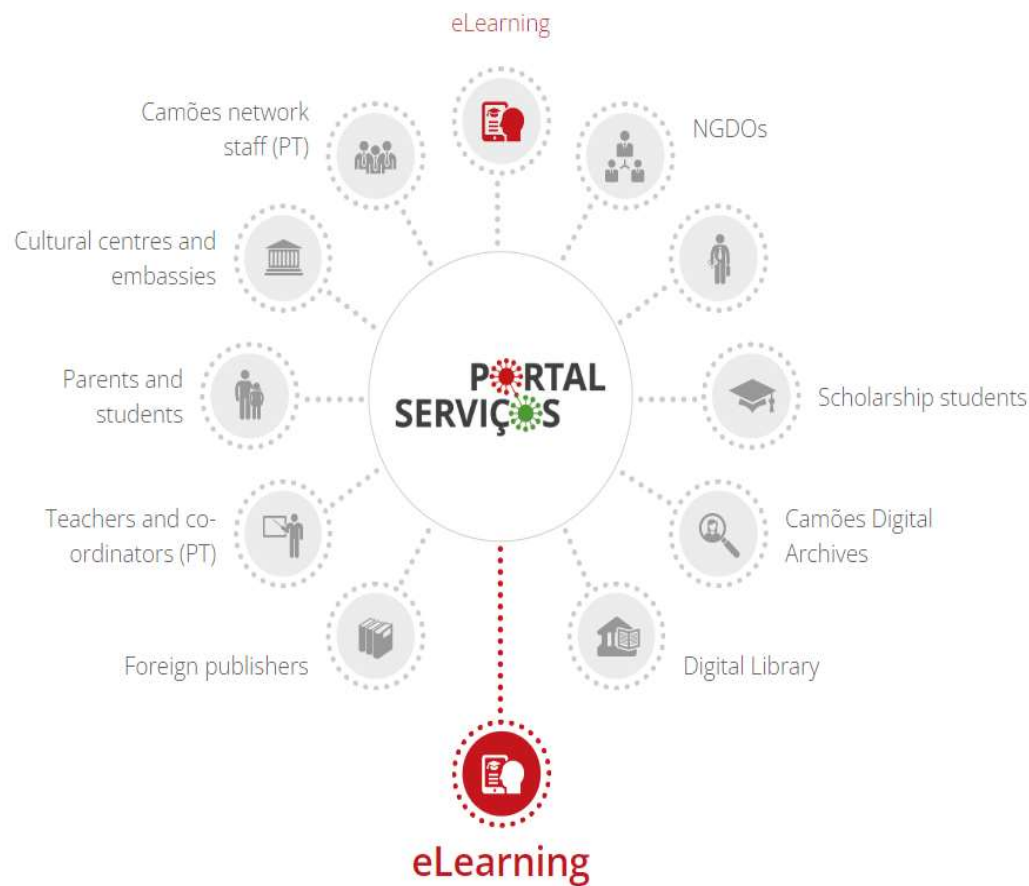 eLearning
Camões network
staff (PT)
NGDOs
Cultural centres and
embassies
Parents and
students
PORTAL
SERVIÇOS
Scholarship students
Teachers and co-
ordinators (PT)
Camões Digital
Archives
Foreign publishers
Digital Library
eLearning